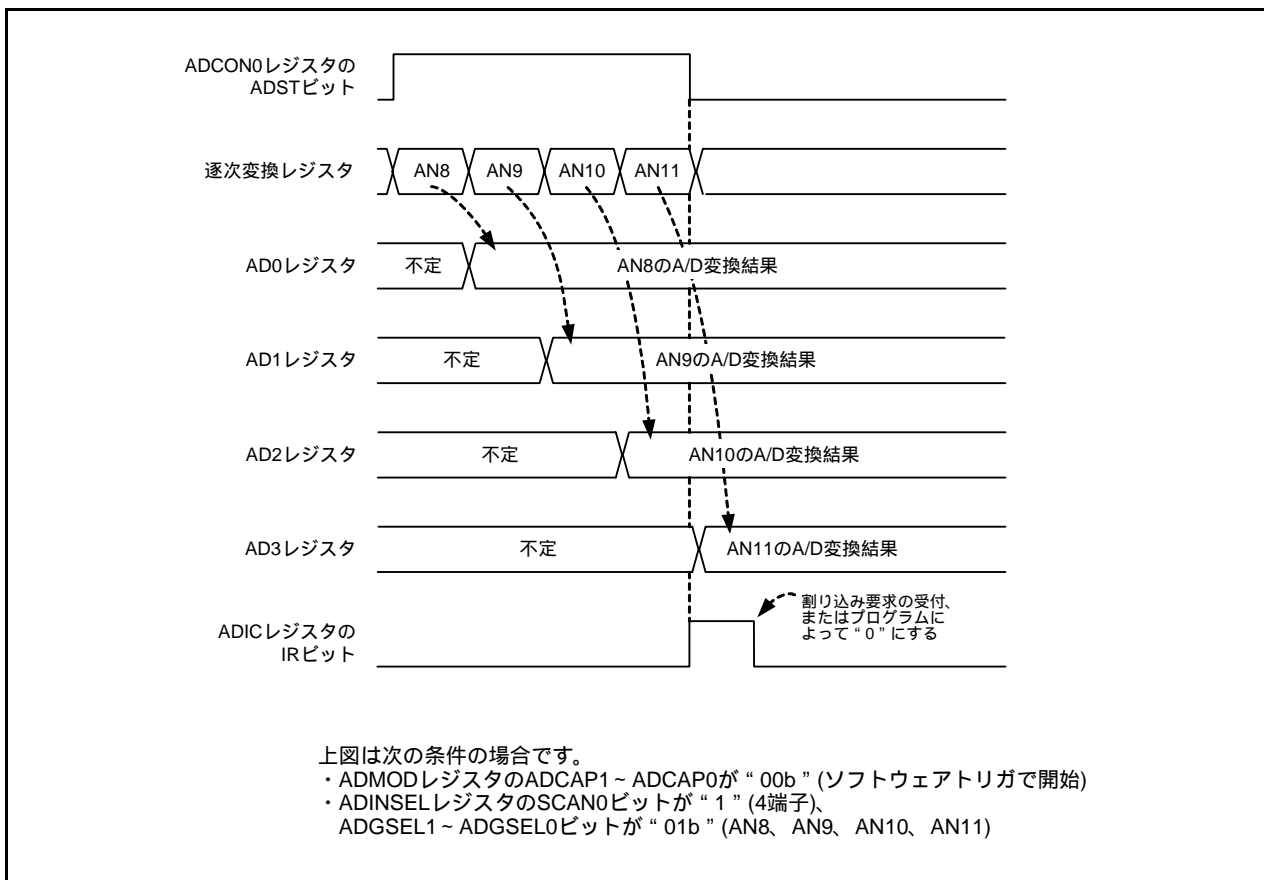 ADCON0レジスタの
ADSTビット
逐次変換レジスタ
AN8
AN9
AN10
AN11
AD0レジスタ
不定
AN8のA/D変換結果
AD1レジスタ
不定
AN9のA/D変換結果
AD2レジスタ
不定
AN10のA/D変換結果
AD3レジスタ
不定
AN11のA/D変換結果
ADICレジスタの
IRビット
割り込み要求の受付、
またはプログラムに
よって“0”にする
上図は次の条件の場合です。
・ADMODレジスタのADCAP1~ADCAP0が“00b”(ソフトウェアトリガで開始)
・ADINSELレジスタのSCAN0ビットが“1”(4端子)、
ADGSEL1~ADGSEL0ビットが“01b”(AN8、AN9、AN10、AN11)